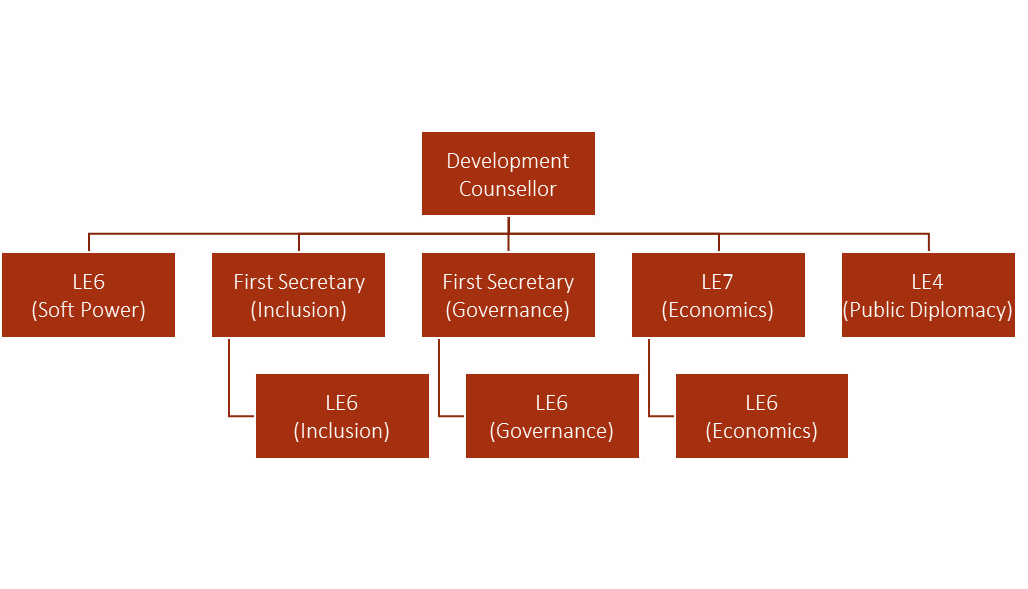 Development
Counsellor
LE6
(Soft Power)
First Secretary
(Inclusion)
First Secretary
(Governance)
LE7
(Economics)
LE4
(Public Diplomacy)
LE6
(Inclusion)
LE6
(Governance)
LE6
(Economics)